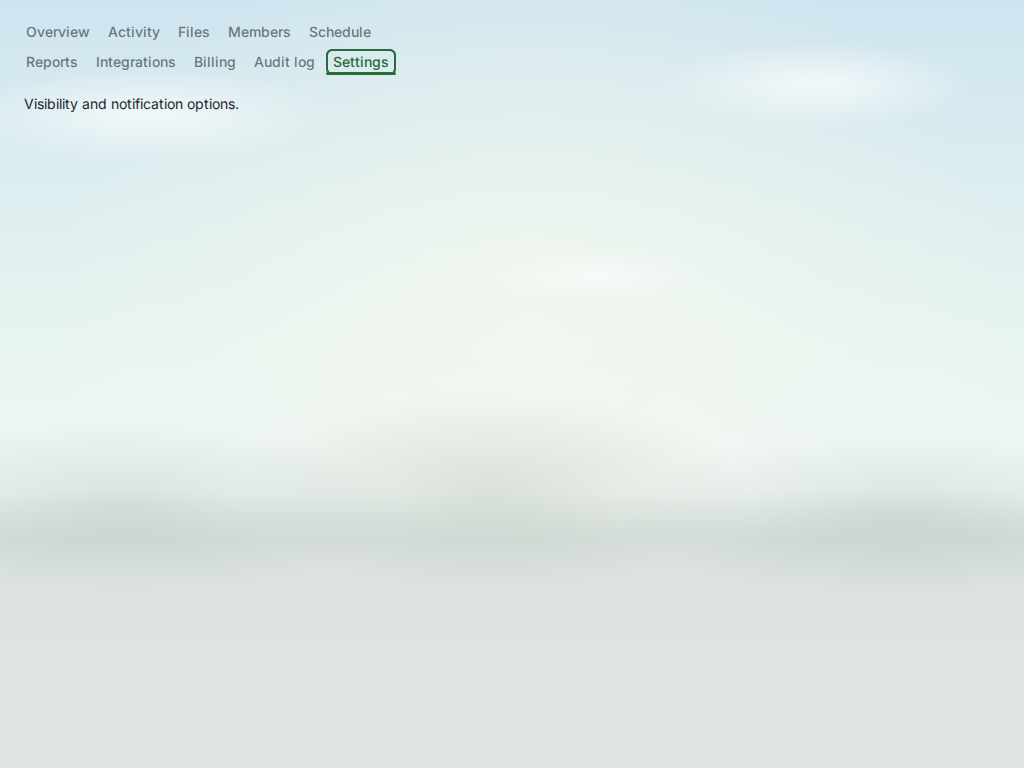 Overview Activity Files Members Schedule
Reports Integrations Billing Audit log Settings
Visibility and notification options.